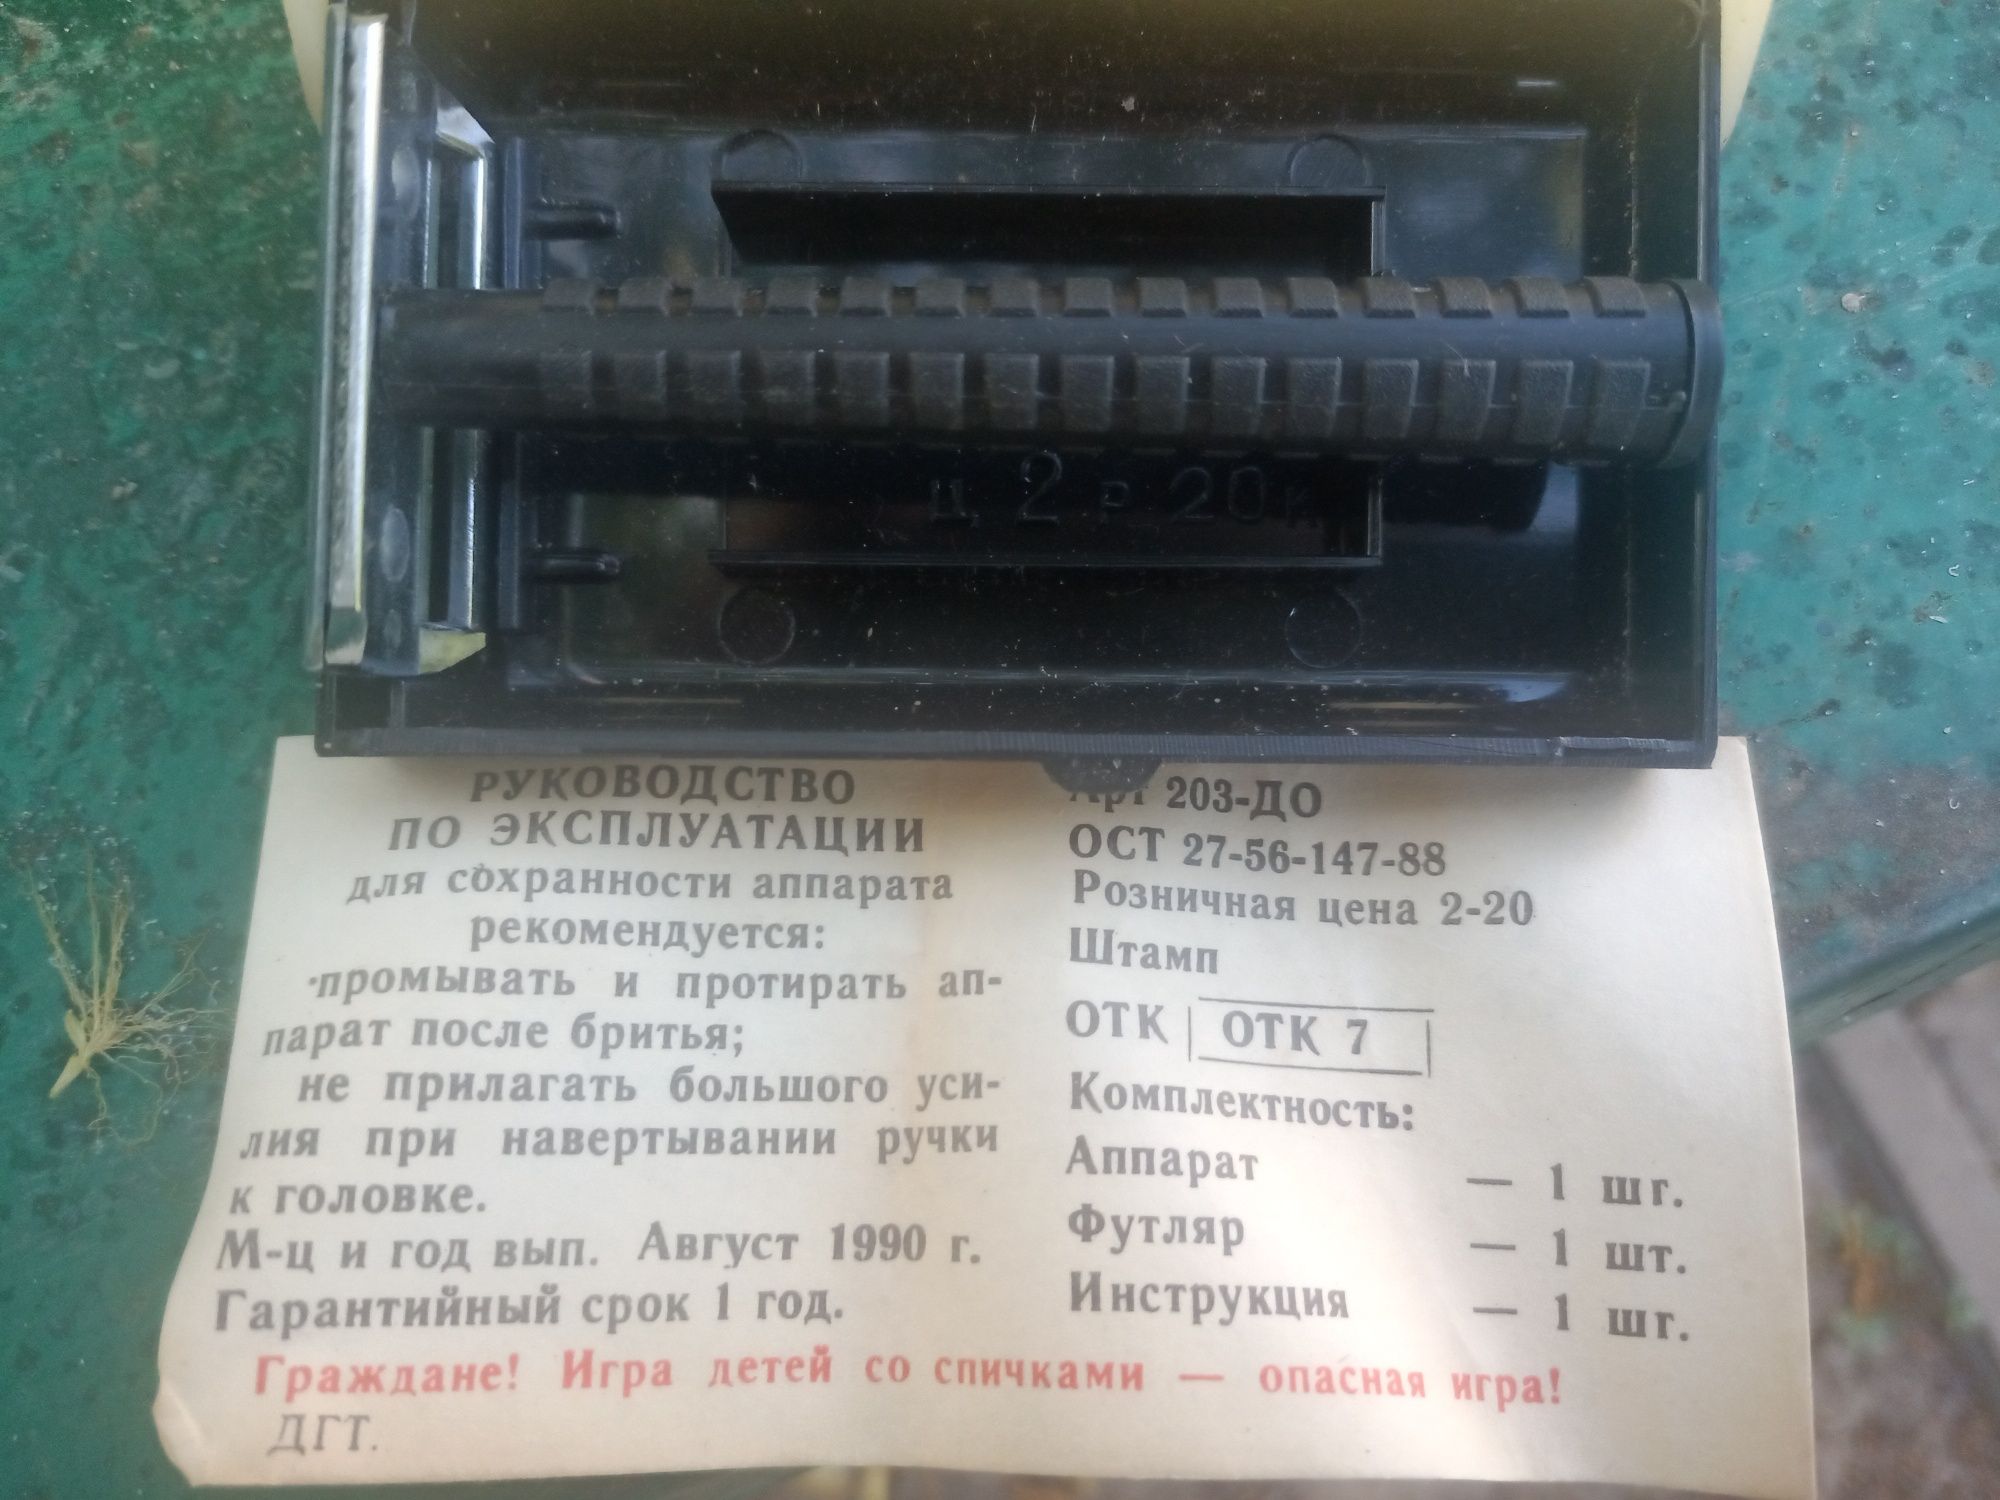 ц 2 р 20 к
РУКОВОДСТВО
ПО ЭКСПЛУАТАЦИИ
для сохранности аппарата
рекомендуется:
промывать и протирать ап-
парат после бритья;
не прилагать большого уси-
лия при навертывании ручки
к головке.
М-ц и год вып. Август 1990 г.
Гарантийный срок 1 год.
Арт 203-ДО
ОСТ 27-56-147-88
Розничная цена 2-20
Штамп
ОТК ОТК 7
Комплектность:
Аппарат — 1 шт.
Футляр — 1 шт.
Инструкция — 1 шт.
Граждане! Игра детей со спичками — опасная игра!
ДГТ.